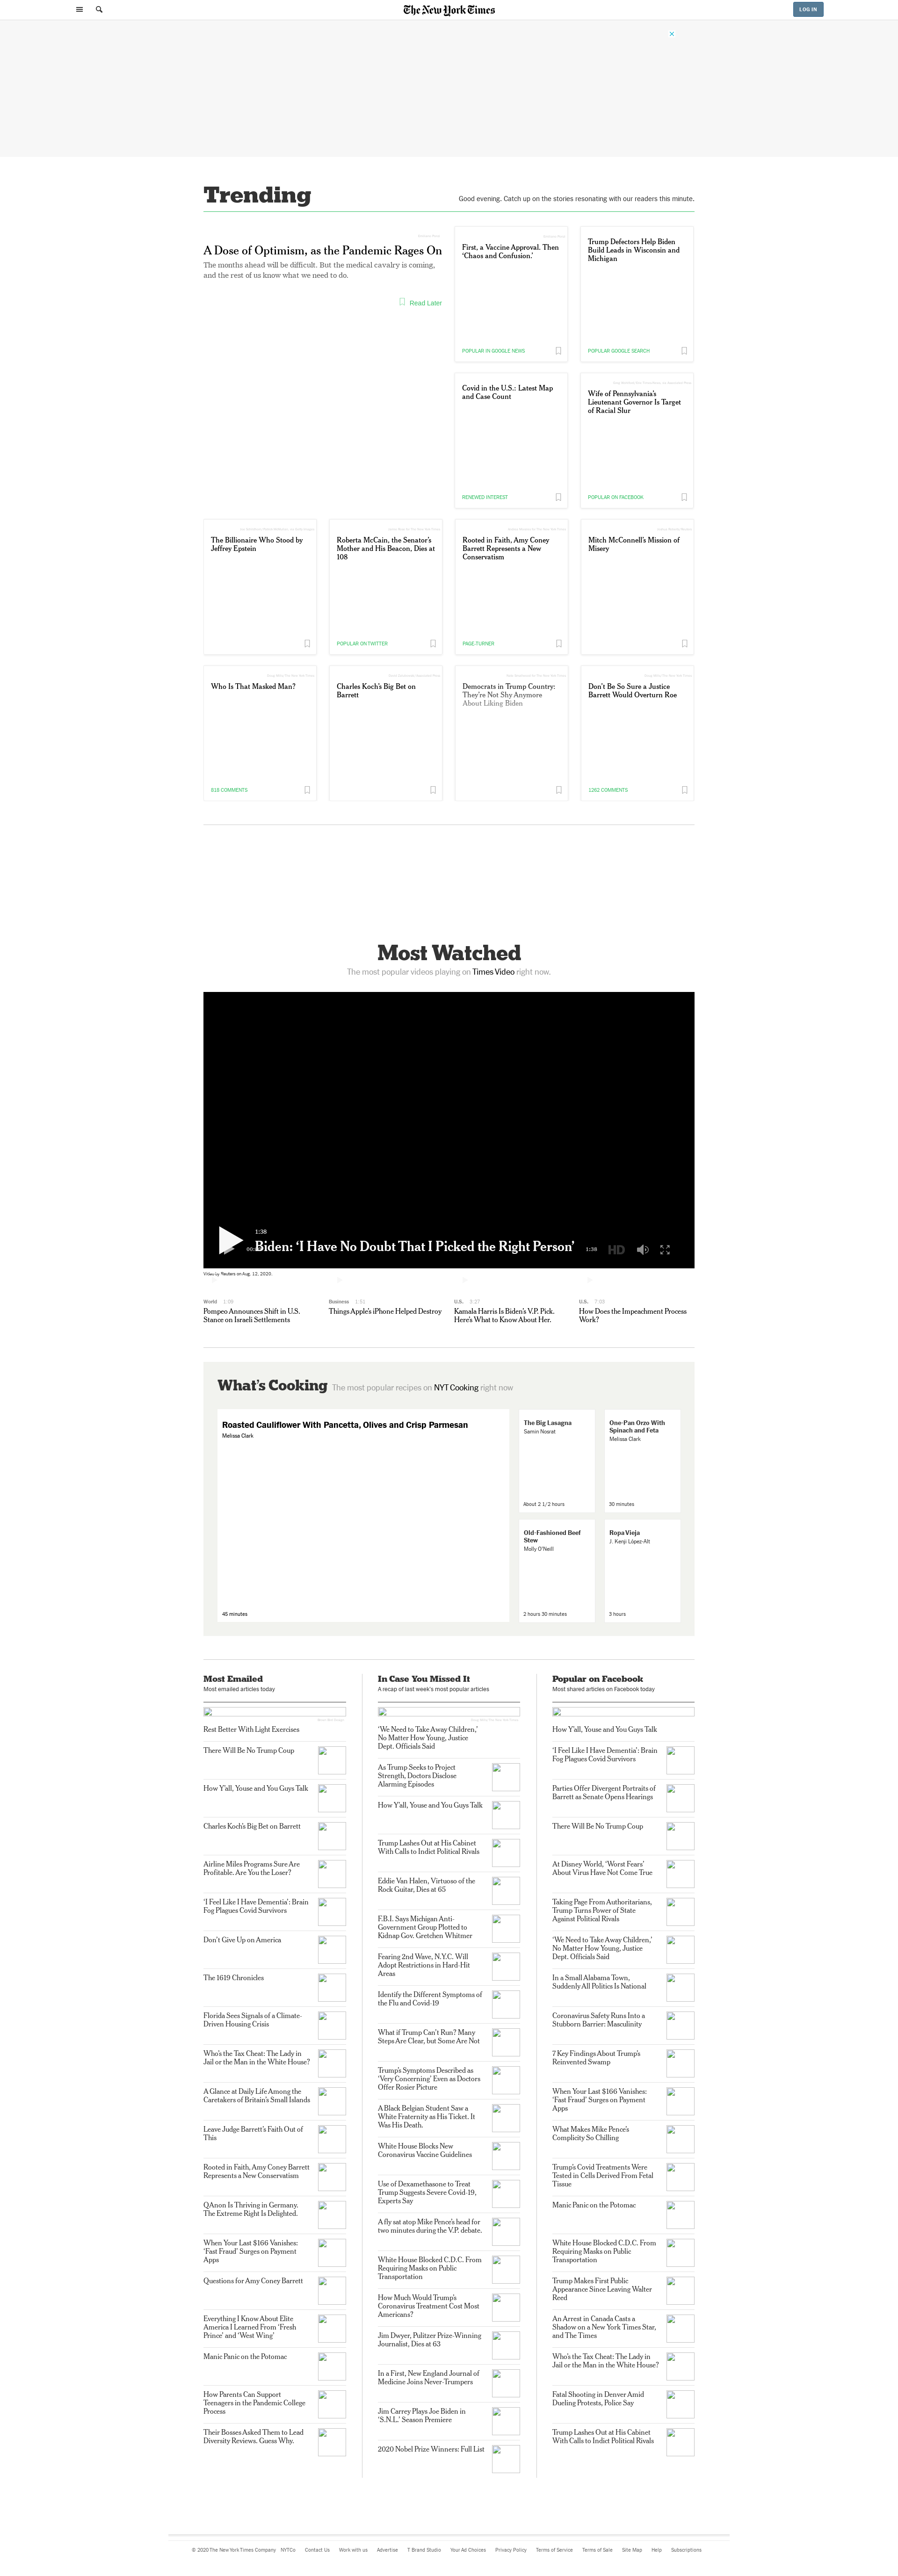 The New York Times
LOG IN
Trending
Good evening. Catch up on the stories resonating with our readers this minute.
A Dose of Optimism, as the Pandemic Rages On
The months ahead will be difficult. But the medical cavalry is coming,
and the rest of us know what we need to do.
Read Later
First, a Vaccine Approval. Then
‘Chaos and Confusion.’
POPULAR IN GOOGLE NEWS
Trump Defectors Help Biden
Build Leads in Wisconsin and
Michigan
POPULAR GOOGLE SEARCH
Covid in the U.S.: Latest Map
and Case Count
RENEWED INTEREST
Wife of Pennsylvania’s
Lieutenant Governor Is Target
of Racial Slur
POPULAR ON FACEBOOK
The Billionaire Who Stood by
Jeffrey Epstein
Roberta McCain, the Senator’s
Mother and His Beacon, Dies at
108
POPULAR ON TWITTER
Rooted in Faith, Amy Coney
Barrett Represents a New
Conservatism
PAGE-TURNER
Mitch McConnell’s Mission of
Misery
Who Is That Masked Man?
818 COMMENTS
Charles Koch’s Big Bet on
Barrett
Democrats in Trump Country:
They’re Not Shy Anymore
About Liking Biden
Don’t Be So Sure a Justice
Barrett Would Overturn Roe
1262 COMMENTS
Most Watched
The most popular videos playing on Times Video right now.
1:38
Biden: ‘I Have No Doubt That I Picked the Right Person’
1:38
HD
Video by Reuters on Aug. 12, 2020.
World 1:09
Pompeo Announces Shift in U.S.
Stance on Israeli Settlements
Business 1:51
Things Apple’s iPhone Helped Destroy
U.S. 3:27
Kamala Harris Is Biden’s V.P. Pick.
Here’s What to Know About Her.
U.S. 7:03
How Does the Impeachment Process
Work?
What’s Cooking The most popular recipes on NYT Cooking right now
Roasted Cauliflower With Pancetta, Olives and Crisp Parmesan
Melissa Clark
45 minutes
The Big Lasagna
Samin Nosrat
About 2 1/2 hours
One-Pan Orzo With
Spinach and Feta
Melissa Clark
30 minutes
Old-Fashioned Beef
Stew
Molly O'Neill
2 hours 30 minutes
Ropa Vieja
J. Kenji López-Alt
3 hours
Most Emailed
Most emailed articles today
Rest Better With Light Exercises
There Will Be No Trump Coup
How Y’all, Youse and You Guys Talk
Charles Koch’s Big Bet on Barrett
Airline Miles Programs Sure Are
Profitable. Are You the Loser?
‘I Feel Like I Have Dementia’: Brain
Fog Plagues Covid Survivors
Don’t Give Up on America
The 1619 Chronicles
Florida Sees Signals of a Climate-
Driven Housing Crisis
Who’s the Tax Cheat: The Lady in
Jail or the Man in the White House?
A Glance at Daily Life Among the
Caretakers of Britain’s Small Islands
Leave Judge Barrett’s Faith Out of
This
Rooted in Faith, Amy Coney Barrett
Represents a New Conservatism
QAnon Is Thriving in Germany.
The Extreme Right Is Delighted.
When Your Last $166 Vanishes:
‘Fast Fraud’ Surges on Payment
Apps
Questions for Amy Coney Barrett
Everything I Know About Elite
America I Learned From ‘Fresh
Prince’ and ‘West Wing’
Manic Panic on the Potomac
How Parents Can Support
Teenagers in the Pandemic College
Process
Their Bosses Asked Them to Lead
Diversity Reviews. Guess Why.
In Case You Missed It
A recap of last week's most popular articles
‘We Need to Take Away Children,’
No Matter How Young, Justice
Dept. Officials Said
As Trump Seeks to Project
Strength, Doctors Disclose
Alarming Episodes
How Y’all, Youse and You Guys Talk
Trump Lashes Out at His Cabinet
With Calls to Indict Political Rivals
Eddie Van Halen, Virtuoso of the
Rock Guitar, Dies at 65
F.B.I. Says Michigan Anti-
Government Group Plotted to
Kidnap Gov. Gretchen Whitmer
Fearing 2nd Wave, N.Y.C. Will
Adopt Restrictions in Hard-Hit
Areas
Identify the Different Symptoms of
the Flu and Covid-19
What if Trump Can’t Run? Many
Steps Are Clear, but Some Are Not
Trump’s Symptoms Described as
‘Very Concerning’ Even as Doctors
Offer Rosier Picture
A Black Belgian Student Saw a
White Fraternity as His Ticket. It
Was His Death.
White House Blocks New
Coronavirus Vaccine Guidelines
Use of Dexamethasone to Treat
Trump Suggests Severe Covid-19,
Experts Say
A fly sat atop Mike Pence’s head for
two minutes during the V.P. debate.
White House Blocked C.D.C. From
Requiring Masks on Public
Transportation
How Much Would Trump’s
Coronavirus Treatment Cost Most
Americans?
Jim Dwyer, Pulitzer Prize-Winning
Journalist, Dies at 63
In a First, New England Journal of
Medicine Joins Never-Trumpers
Jim Carrey Plays Joe Biden in
‘S.N.L.’ Season Premiere
2020 Nobel Prize Winners: Full List
Popular on Facebook
Most shared articles on Facebook today
How Y’all, Youse and You Guys Talk
‘I Feel Like I Have Dementia’: Brain
Fog Plagues Covid Survivors
Parties Offer Divergent Portraits of
Barrett as Senate Opens Hearings
There Will Be No Trump Coup
At Disney World, ‘Worst Fears’
About Virus Have Not Come True
Taking Page From Authoritarians,
Trump Turns Power of State
Against Political Rivals
‘We Need to Take Away Children,’
No Matter How Young, Justice
Dept. Officials Said
In a Small Alabama Town,
Suddenly All Politics Is National
Coronavirus Safety Runs Into a
Stubborn Barrier: Masculinity
7 Key Findings About Trump’s
Reinvented Swamp
When Your Last $166 Vanishes:
‘Fast Fraud’ Surges on Payment
Apps
What Makes Mike Pence’s
Complicity So Chilling
Trump’s Covid Treatments Were
Tested in Cells Derived From Fetal
Tissue
Manic Panic on the Potomac
White House Blocked C.D.C. From
Requiring Masks on Public
Transportation
Trump Makes First Public
Appearance Since Leaving Walter
Reed
An Arrest in Canada Casts a
Shadow on a New York Times Star,
and The Times
Who’s the Tax Cheat: The Lady in
Jail or the Man in the White House?
Fatal Shooting in Denver Amid
Dueling Protests, Police Say
Trump Lashes Out at His Cabinet
With Calls to Indict Political Rivals
© 2020 The New York Times Company NYTCo Contact Us Work with us Advertise T Brand Studio Your Ad Choices Privacy Policy Terms of Service Terms of Sale Site Map Help Subscriptions